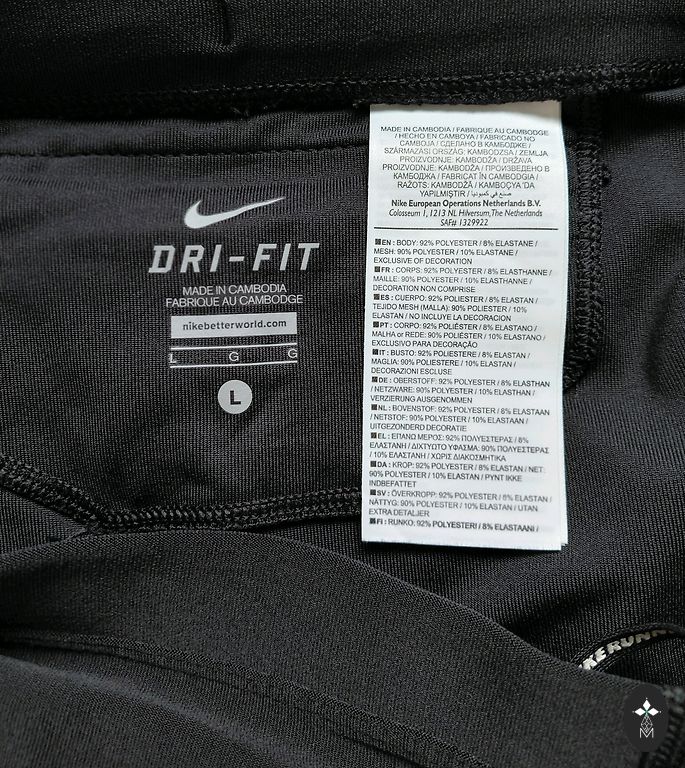 DRI-FIT
MADE IN CAMBODIA
FABRIQUE AU CAMBODGE
nikebetterworld.com
L G G
L
MADE IN CAMBODIA / FABRIQUE AU CAMBODGE
/ HECHO EN CAMBOYA / FABRICADO NO
CAMBOJA / СДЕЛАНО В КАМБОДЖЕ /
SZÁRMAZÁSI ORSZÁG: KAMBODZSA / ZEMLJA
PROIZVODNJE: KAMBODŽA / DRŽAVA
PROIZVODNJE: KAMBODŽA / ПРОИЗВЕДЕНО В
КАМБОДЖА / FABRICAT ÎN CAMBODGIA /
RAŽOTS: KAMBODŽĀ / KAMBOÇYA 'DA
YAPILMIŞTIR / صنع في كمبوديا
Nike European Operations Netherlands B.V.
Colosseum 1, 1213 NL Hilversum, The Netherlands
SAF# 1329922
EN : BODY: 92% POLYESTER / 8% ELASTANE /
MESH: 90% POLYESTER / 10% ELASTANE /
EXCLUSIVE OF DECORATION
FR : CORPS: 92% POLYESTER / 8% ELASTHANNE /
MAILLE: 90% POLYESTER / 10% ELASTHANNE /
DECORATION NON COMPRISE
ES : CUERPO: 92% POLIESTER / 8% ELASTAN /
TEJIDO MESH (MALLA): 90% POLIESTER / 10%
ELASTAN / NO INCLUYE LA DECORACION
PT : CORPO: 92% POLIÉSTER / 8% ELASTANO /
MALHA or REDE: 90% POLIÉSTER / 10% ELASTANO /
EXCLUSIVO PARA DECORAÇÃO
IT : BUSTO: 92% POLIESTERE / 8% ELASTAN /
MAGLIA: 90% POLIESTERE / 10% ELASTAN /
DECORAZIONI ESCLUSE
DE : OBERSTOFF: 92% POLYESTER / 8% ELASTHAN
/ NETZWARE: 90% POLYESTER / 10% ELASTHAN /
VERZIERUNG AUSGENOMMEN
NL : BOVENSTOF: 92% POLYESTER / 8% ELASTAAN
/ NETSTOF: 90% POLYESTER / 10% ELASTAAN /
UITGEZONDERD DECORATIE
EL : ΕΠΑΝΩ ΜΕΡΟΣ: 92% ΠΟΛΥΕΣΤΕΡΑΣ / 8%
ΕΛΑΣΤΑΝΗ / ΔΙΧΤΥΩΤΟ ΥΦΑΣΜΑ: 90% ΠΟΛΥΕΣΤΕΡΑΣ
/ 10% ΕΛΑΣΤΑΝΗ / ΧΩΡΙΣ ΔΙΑΚΟΣΜΗΤΙΚΑ
DA : KROP: 92% POLYESTER / 8% ELASTAN / NET:
90% POLYESTER / 10% ELASTAN / PYNT IKKE
INDBEFATTET
SV : ÖVERKROPP: 92% POLYESTER / 8% ELASTAN /
NÄTTYG: 90% POLYESTER / 10% ELASTAN / UTAN
EXTRA DETALJER
FI : RUNKO: 92% POLYESTERI / 8% ELASTAANI /
KERUNN
M